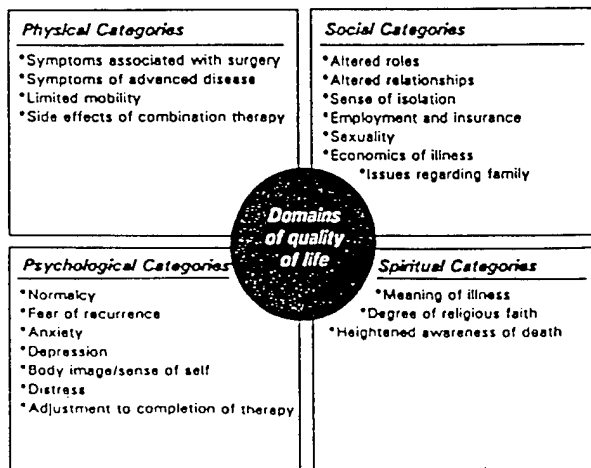 Physical Categories
*Symptoms associated with surgery
*Symptoms of advanced disease
*Limited mobility
*Side effects of combination therapy
Social Categories
*Altered roles
*Altered relationships
*Sense of isolation
*Employment and insurance
*Sexuality
*Economics of illness
*Issues regarding family
Domains
of quality
of life
Psychological Categories
*Normalcy
*Fear of recurrence
*Anxiety
*Depression
*Body image/sense of self
*Distress
*Adjustment to completion of therapy
Spiritual Categories
*Meaning of illness
*Degree of religious faith
*Heightened awareness of death